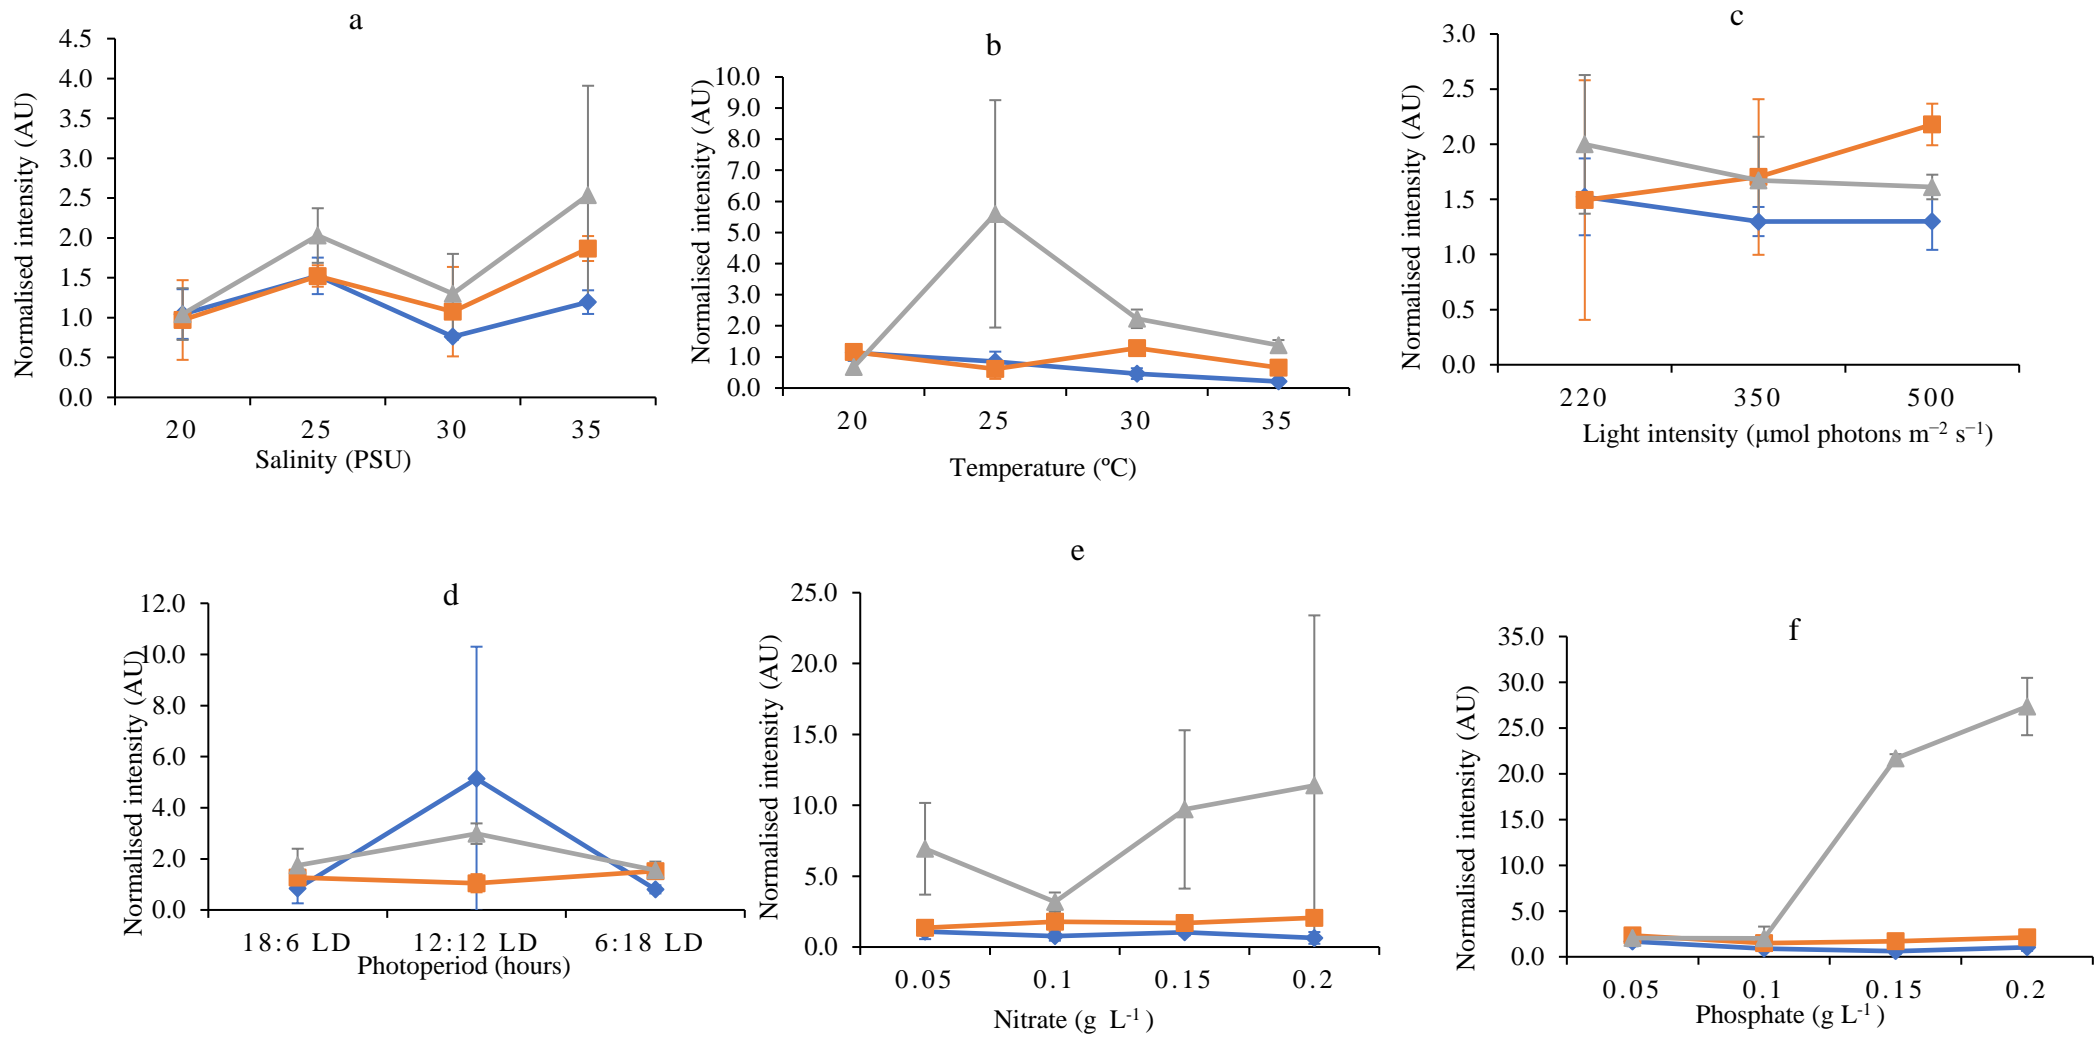 a
Normalised intensity (AU)
4.5
4.0
3.5
3.0
2.5
2.0
1.5
1.0
0.5
0.0
20 25 30 35
Salinity (PSU)
b
Normalised intensity (AU)
10.0
9.0
8.0
7.0
6.0
5.0
4.0
3.0
2.0
1.0
0.0
20 25 30 35
Temperature (ºC)
c
Normalised intensity (AU)
3.0
2.5
2.0
1.5
1.0
0.5
0.0
220 350 500
Light intensity (μmol photons m⁻² s⁻¹)
d
Normalised intensity (AU)
12.0
10.0
8.0
6.0
4.0
2.0
0.0
18:6 LD 12:12 LD 6:18 LD
Photoperiod (hours)
e
Normalised intensity (AU)
25.0
20.0
15.0
10.0
5.0
0.0
0.05 0.1 0.15 0.2
Nitrate (g L⁻¹ )
f
Normalised intensity (AU)
35.0
30.0
25.0
20.0
15.0
10.0
5.0
0.0
0.05 0.1 0.15 0.2
Phosphate (g L⁻¹)